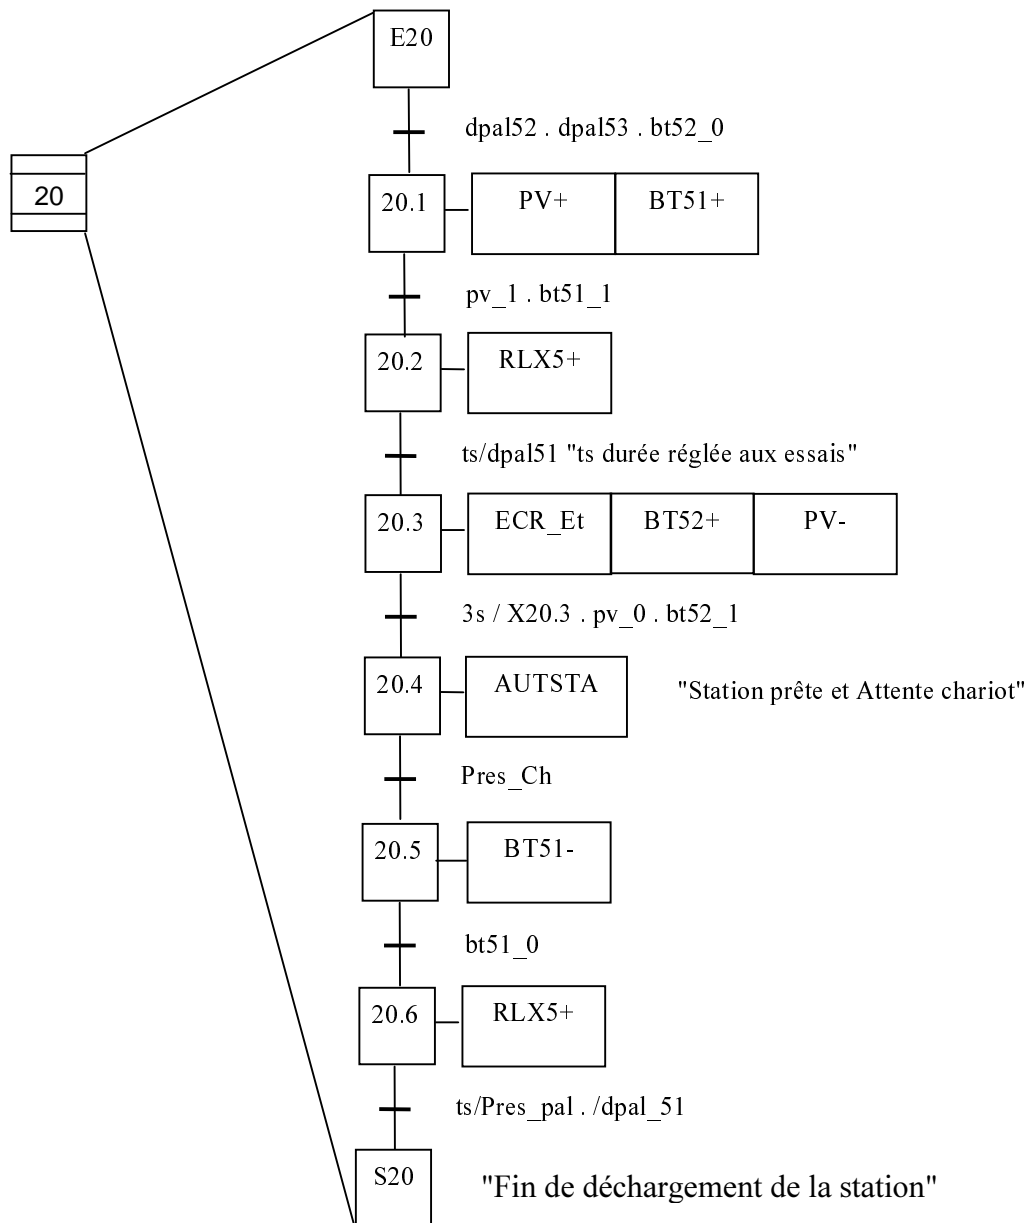 E20
dpal52 . dpal53 . bt52_0
20
20.1
PV+
BT51+
pv_1 . bt51_1
20.2
RLX5+
ts/dpal51 "ts durée réglée aux essais"
20.3
ECR_Et
BT52+
PV-
3s / X20.3 . pv_0 . bt52_1
20.4
AUTSTA
"Station prête et Attente chariot"
Pres_Ch
20.5
BT51-
bt51_0
20.6
RLX5+
ts/Pres_pal . /dpal_51
S20
"Fin de déchargement de la station"